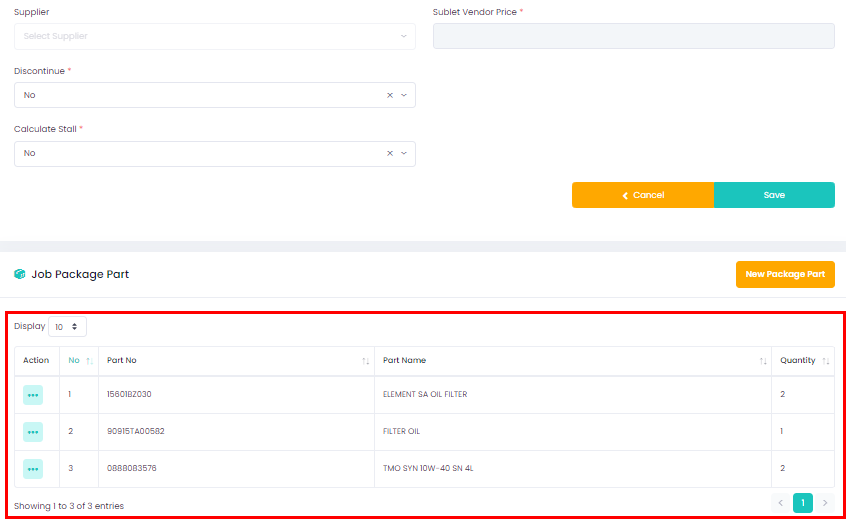 Supplier
Sublet Vendor Price *
Select Supplier
Discontinue *
No
Calculate Stall *
No
Cancel
Save
Job Package Part
New Package Part
Display 10
Action No Part No Part Name Quantity
1 15601BZ030 ELEMENT SA OIL FILTER 2
2 90915TA00582 FILTER OIL 1
3 0888083576 TMO SYN 10W-40 SN 4L 2
Showing 1 to 3 of 3 entries
1